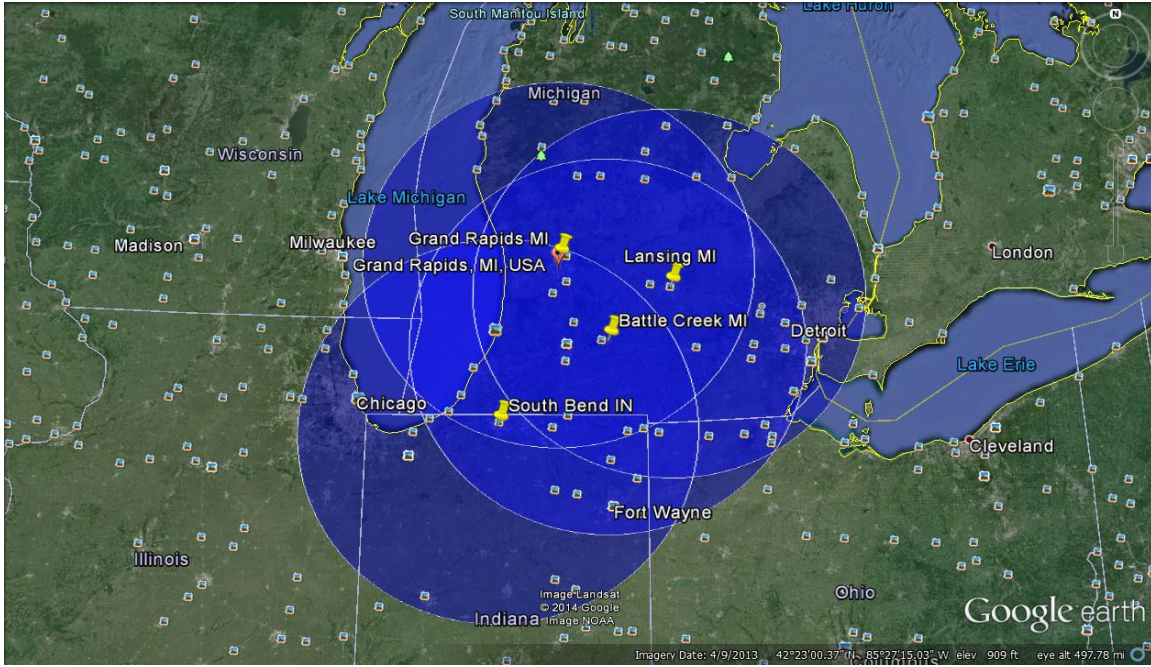 South Manitou Island
Lake Huron
N
Michigan
Wisconsin
Lake Michigan
Madison
Milwaukee
Grand Rapids MI
Grand Rapids, MI, USA
Lansing MI
London
Battle Creek MI
Detroit
Lake Erie
Chicago
South Bend IN
Cleveland
Fort Wayne
Illinois
Ohio
Image Landsat
© 2014 Google
Image NOAA
Indiana
Google earth
Columbus
Imagery Date: 4/9/2013 42°23'00.37" N 85°27'15.03" W elev 909 ft eye alt 497.78 mi